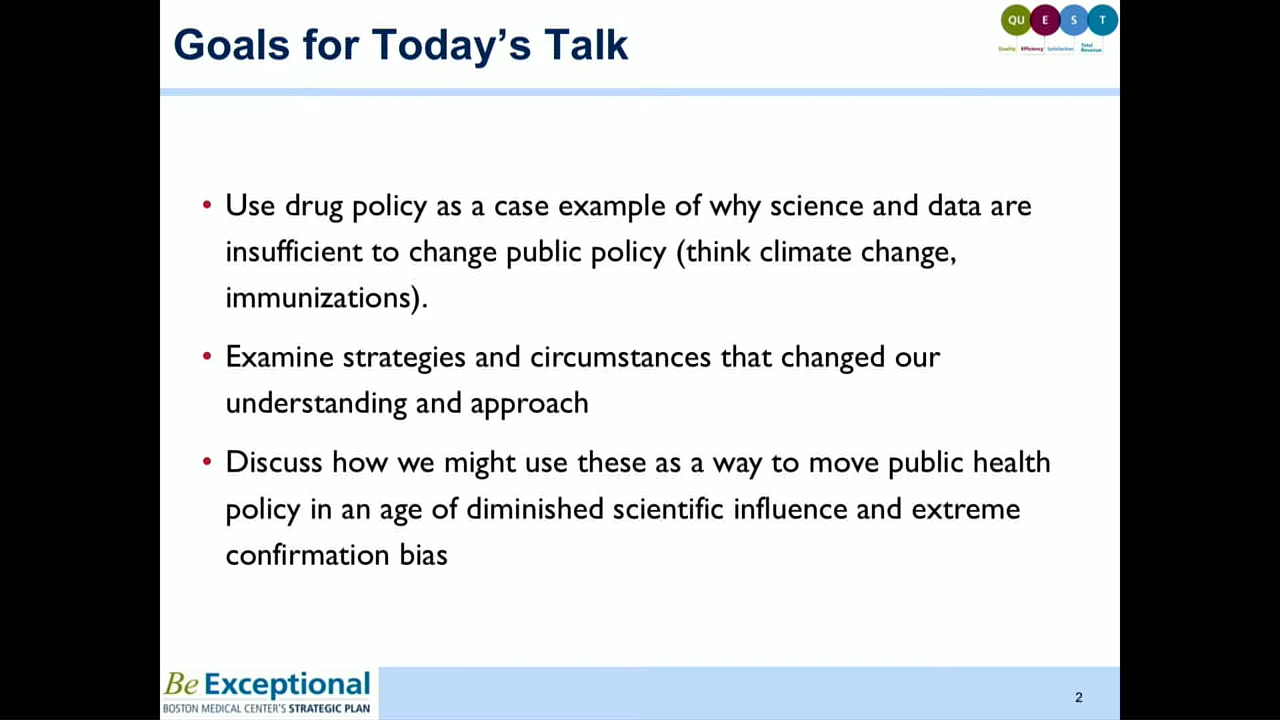 Goals for Today's Talk
QU E S T
Quality Efficiency Satisfaction Total
Revenue
• Use drug policy as a case example of why science and data are
insufficient to change public policy (think climate change,
immunizations).
• Examine strategies and circumstances that changed our
understanding and approach
• Discuss how we might use these as a way to move public health
policy in an age of diminished scientific influence and extreme
confirmation bias
Be Exceptional
BOSTON MEDICAL CENTER'S STRATEGIC PLAN
2